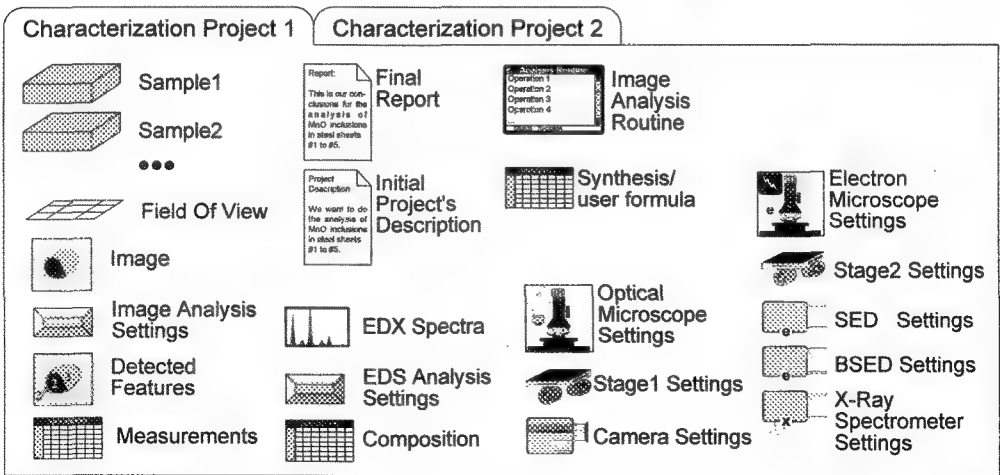 Characterization Project 1
Characterization Project 2
Sample1
Sample2
Field Of View
Image
Image Analysis
Settings
Detected
Features
Measurements
Report:
This is our con-
clusions for the
analysis of
MnO inclusions
in steel sheets
#1 to #5.
Final
Report
Project
Description
We want to do
the analysis of
MnO inclusions
in steel sheets
#1 to #5.
Initial
Project's
Description
EDX Spectra
EDS Analysis
Settings
Composition
Analysis Routine
Operation 1
Operation 2
Operation 3
Operation 4
...
Image
Analysis
Routine
Synthesis/
user formula
Optical
Microscope
Settings
Stage1 Settings
Camera Settings
e
Electron
Microscope
Settings
Stage2 Settings
e
SED Settings
e
BSED Settings
x
X-Ray
Spectrometer
Settings